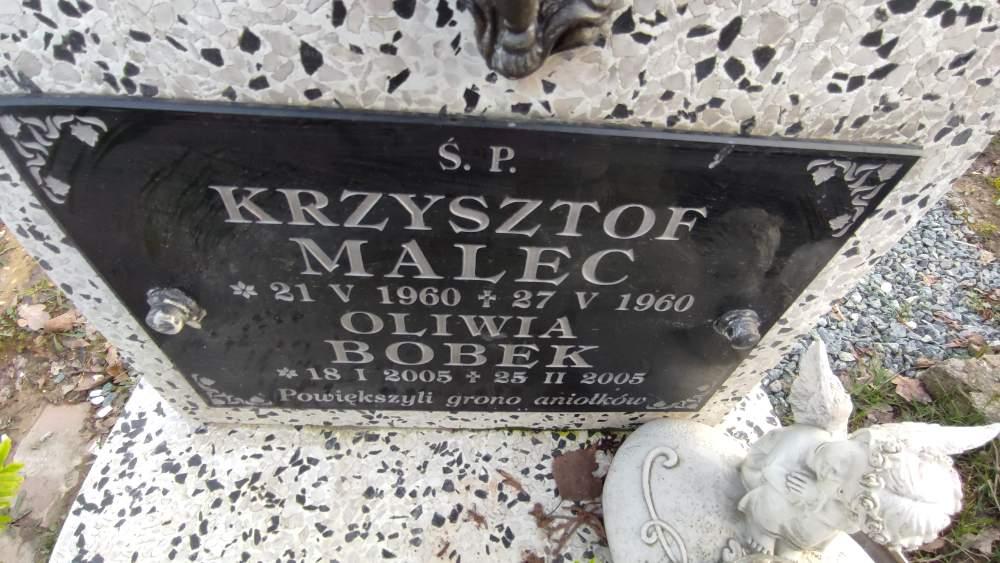 Ś. P.
KRZYSZTOF
MALEC
* 21 V 1960 ✝ 27 V 1960
OLIWIA
BOBEK
* 18 I 2005 ✝ 25 II 2005
Powiększyli grono aniołków